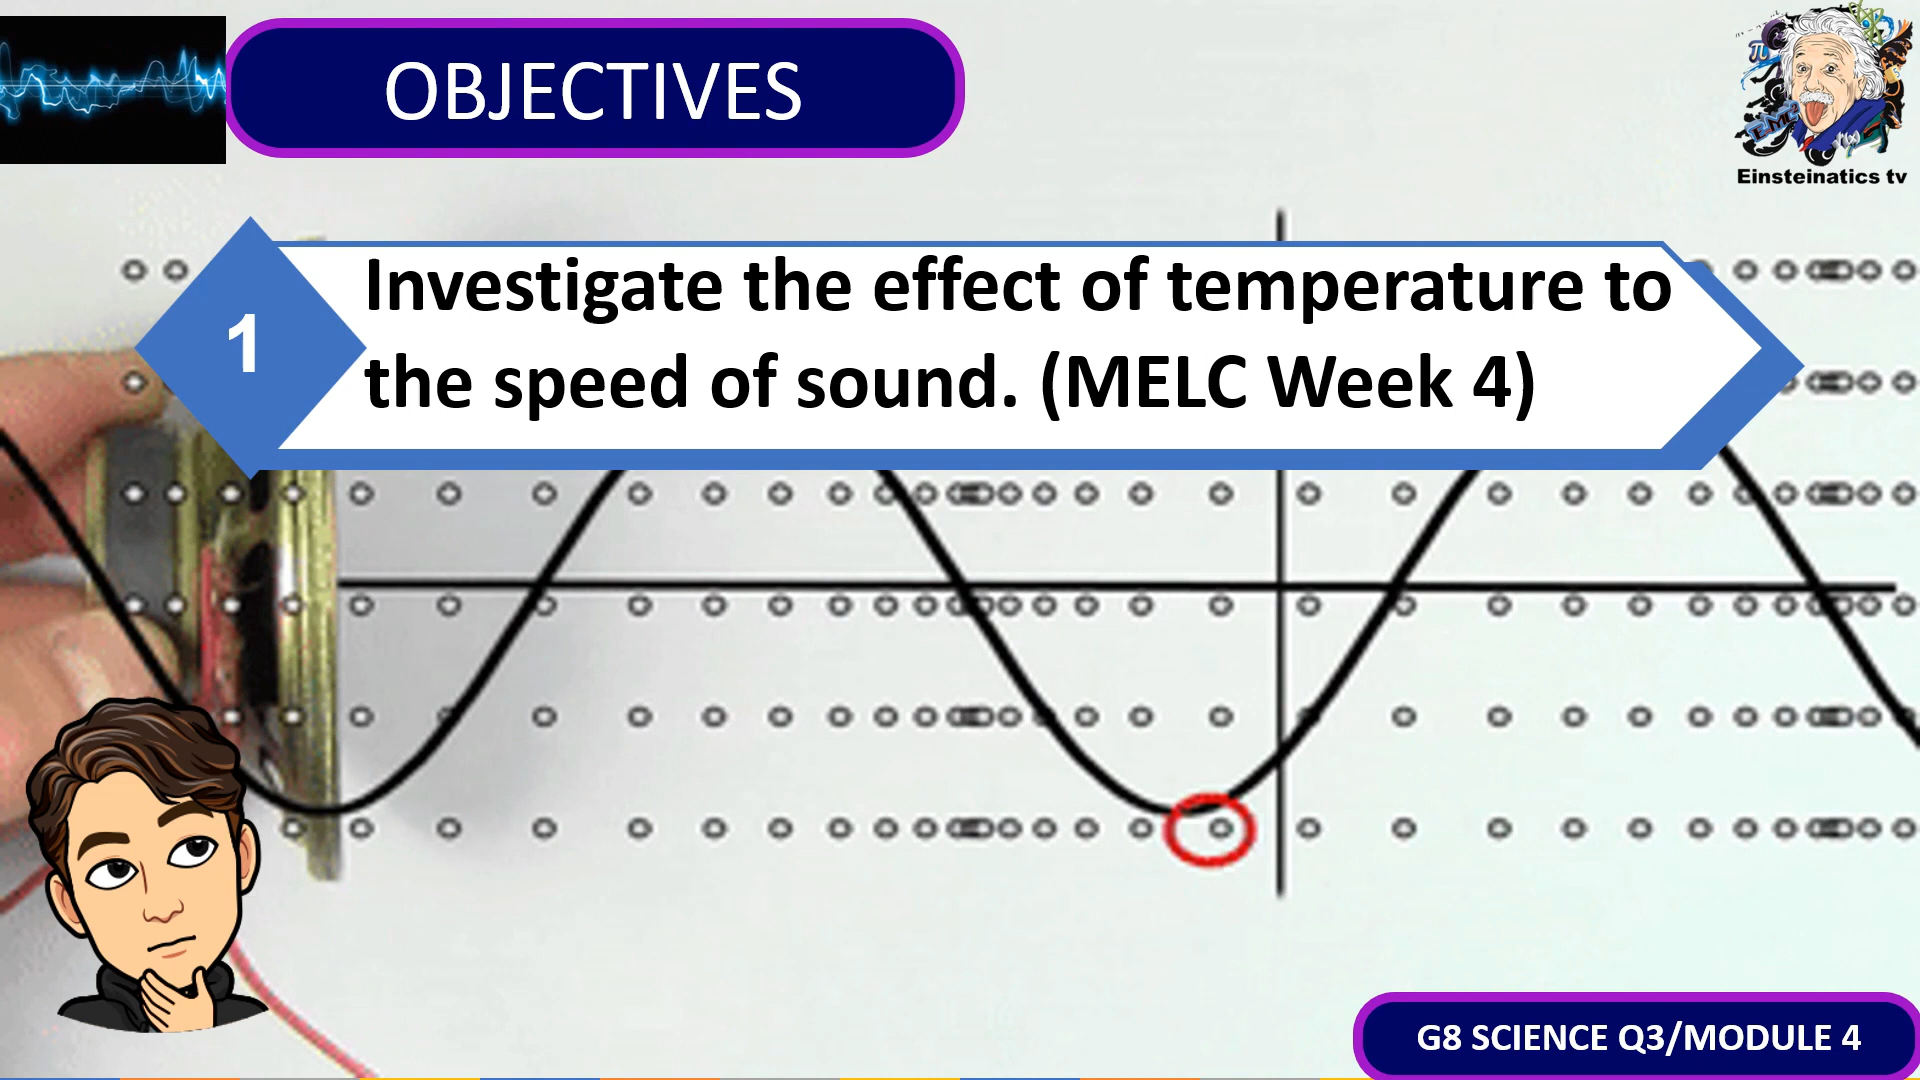 OBJECTIVES
Einsteinatics tv
1
Investigate the effect of temperature to
the speed of sound. (MELC Week 4)
G8 SCIENCE Q3/MODULE 4